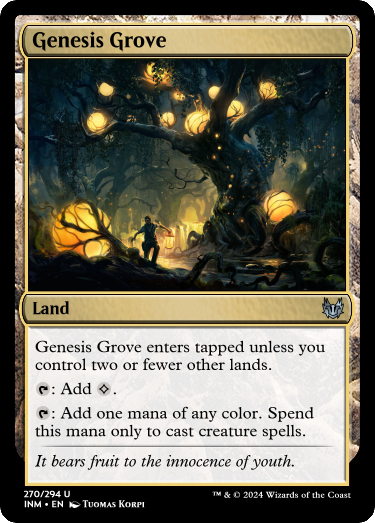 Genesis Grove
Land
Genesis Grove enters tapped unless you
control two or fewer other lands.
: Add .
: Add one mana of any color. Spend
this mana only to cast creature spells.
It bears fruit to the innocence of youth.
270/294 U
INM • EN Tuomas Korpi
™ & © 2024 Wizards of the Coast